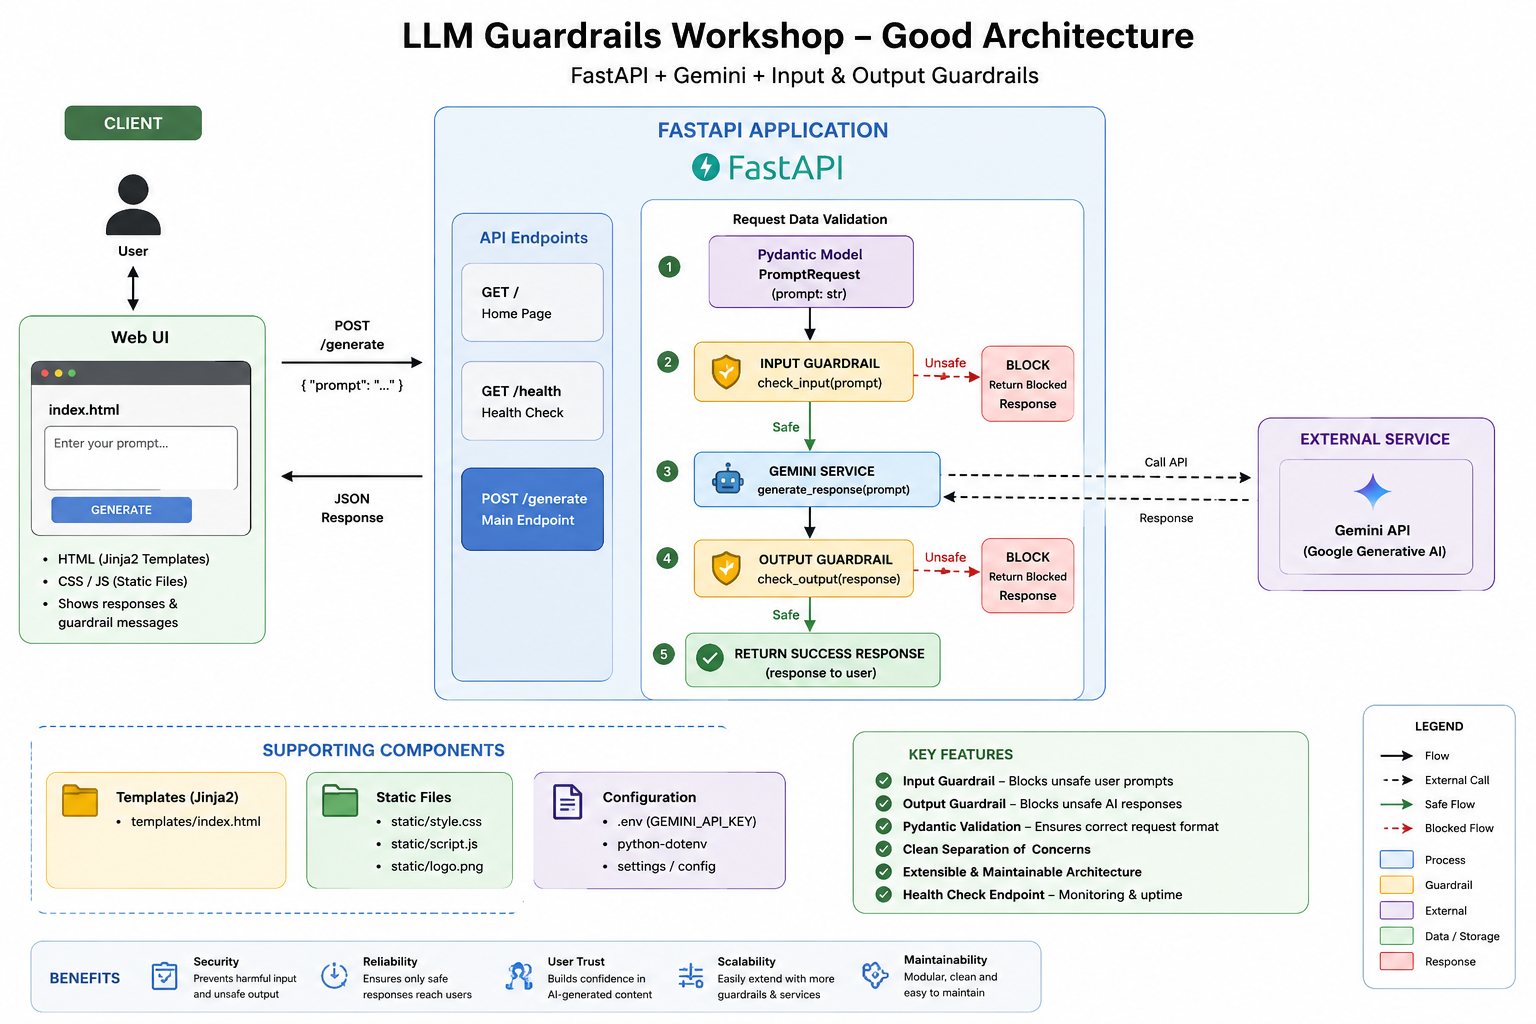 LLM Guardrails Workshop – Good Architecture
FastAPI + Gemini + Input & Output Guardrails
CLIENT
User
Web UI
index.html
Enter your prompt...
GENERATE
• HTML (Jinja2 Templates)
• CSS / JS (Static Files)
• Shows responses &
guardrail messages
POST
/generate
{ "prompt": "..." }
JSON
Response
FASTAPI APPLICATION
FastAPI
API Endpoints
GET /
Home Page
GET /health
Health Check
POST /generate
Main Endpoint
Request Data Validation
1
Pydantic Model
PromptRequest
(prompt: str)
2
INPUT GUARDRAIL
check_input(prompt)
Unsafe
BLOCK
Return Blocked
Response
Safe
3
GEMINI SERVICE
generate_response(prompt)
Call API
Response
4
OUTPUT GUARDRAIL
check_output(response)
Unsafe
BLOCK
Return Blocked
Response
Safe
5
RETURN SUCCESS RESPONSE
(response to user)
EXTERNAL SERVICE
Gemini API
(Google Generative AI)
SUPPORTING COMPONENTS
Templates (Jinja2)
• templates/index.html
Static Files
• static/style.css
• static/script.js
• static/logo.png
Configuration
• .env (GEMINI_API_KEY)
• python-dotenv
• settings / config
KEY FEATURES
Input Guardrail – Blocks unsafe user prompts
Output Guardrail – Blocks unsafe AI responses
Pydantic Validation – Ensures correct request format
Clean Separation of Concerns
Extensible & Maintainable Architecture
Health Check Endpoint – Monitoring & uptime
LEGEND
Flow
External Call
Safe Flow
Blocked Flow
Process
Guardrail
External
Data / Storage
Response
BENEFITS
Security
Prevents harmful input
and unsafe output
Reliability
Ensures only safe
responses reach users
User Trust
Builds confidence in
AI-generated content
Scalability
Easily extend with more
guardrails & services
Maintainability
Modular, clean and
easy to maintain